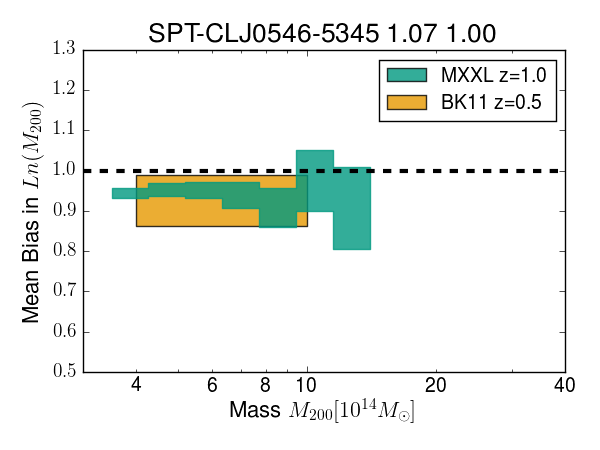 SPT-CLJ0546-5345 1.07 1.00
MXXL z=1.0
BK11 z=0.5
Mean Bias in Ln(M₂₀₀)
1.3
1.2
1.1
1.0
0.9
0.8
0.7
0.6
0.5
4 6 8 10 20 40
Mass M₂₀₀[10¹⁴M☉]